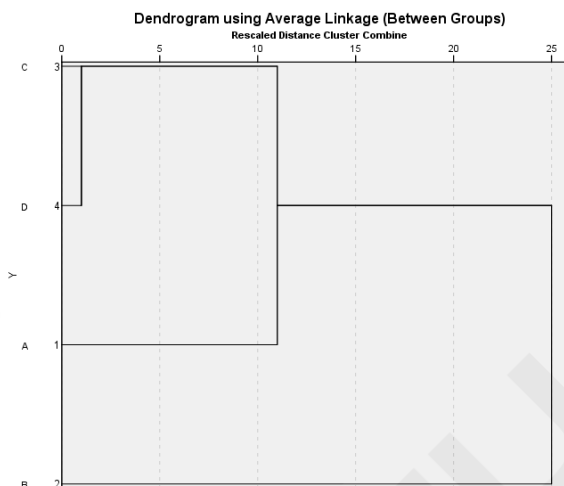 Dendrogram using Average Linkage (Between Groups)
Rescaled Distance Cluster Combine
0 5 10 15 20 25
C 3
D 4
Y
A 1
B 2